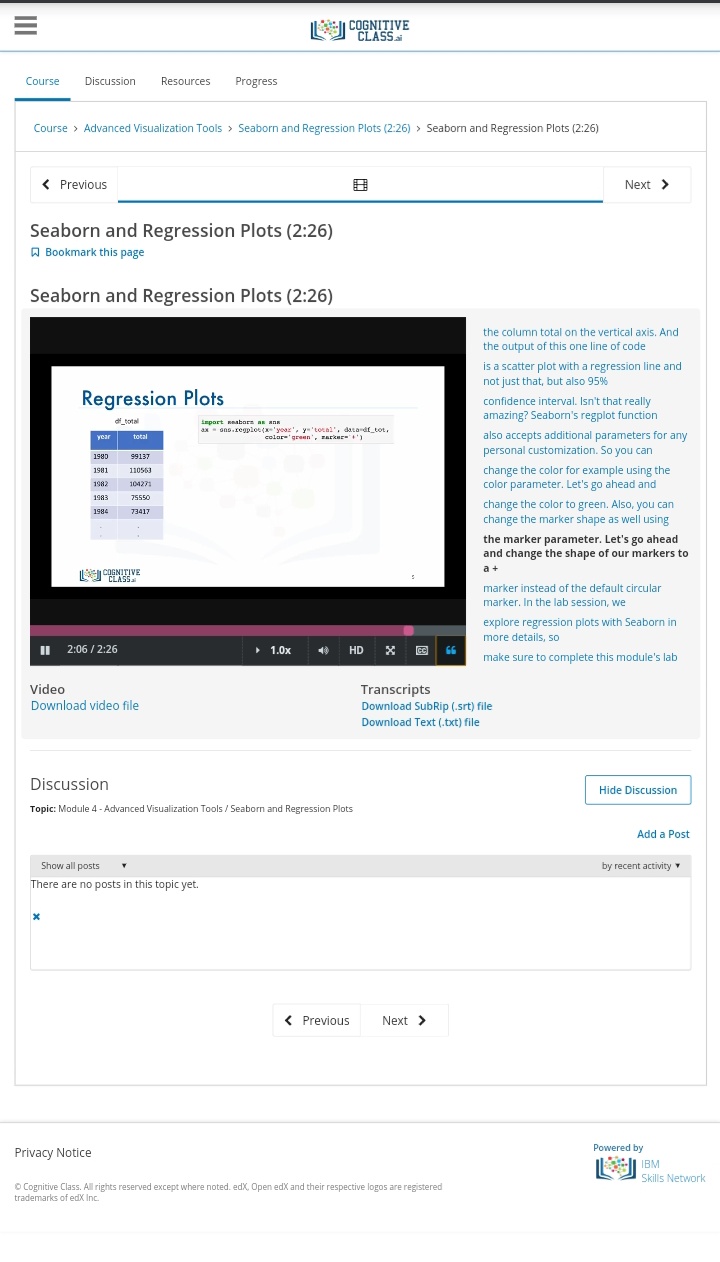 COGNITIVE
CLASS.ai
Course Discussion Resources Progress
Course > Advanced Visualization Tools > Seaborn and Regression Plots (2:26) > Seaborn and Regression Plots (2:26)
Previous
Next
Seaborn and Regression Plots (2:26)
Bookmark this page
Seaborn and Regression Plots (2:26)
Regression Plots
df_total
year total
1980 99137
1981 110563
1982 104271
1983 75550
1984 73417
. .
. .
import seaborn as sns
ax = sns.regplot(x='year', y='total', data=df_tot,
color='green', marker='+')
COGNITIVE
CLASS.ai
5
2:06 / 2:26
1.0x
HD
CC
the column total on the vertical axis. And
the output of this one line of code
is a scatter plot with a regression line and
not just that, but also 95%
confidence interval. Isn't that really
amazing? Seaborn's regplot function
also accepts additional parameters for any
personal customization. So you can
change the color for example using the
color parameter. Let's go ahead and
change the color to green. Also, you can
change the marker shape as well using
the marker parameter. Let's go ahead
and change the shape of our markers to
a +
marker instead of the default circular
marker. In the lab session, we
explore regression plots with Seaborn in
more details, so
make sure to complete this module's lab
Video
Download video file
Transcripts
Download SubRip (.srt) file
Download Text (.txt) file
Discussion
Hide Discussion
Topic: Module 4 - Advanced Visualization Tools / Seaborn and Regression Plots
Add a Post
Show all posts
by recent activity
There are no posts in this topic yet.
Previous
Next
Privacy Notice
© Cognitive Class. All rights reserved except where noted. edX, Open edX and their respective logos are registered
trademarks of edX Inc.
Powered by
IBM
Skills Network